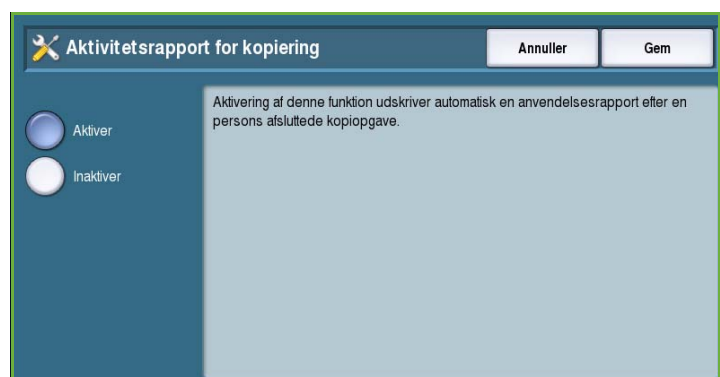 Aktivitetsrapport for kopiering
Annuller
Gem
Aktiver
Inaktiver
Aktivering af denne funktion udskriver automatisk en anvendelsesrapport efter en
persons afsluttede kopiopgave.